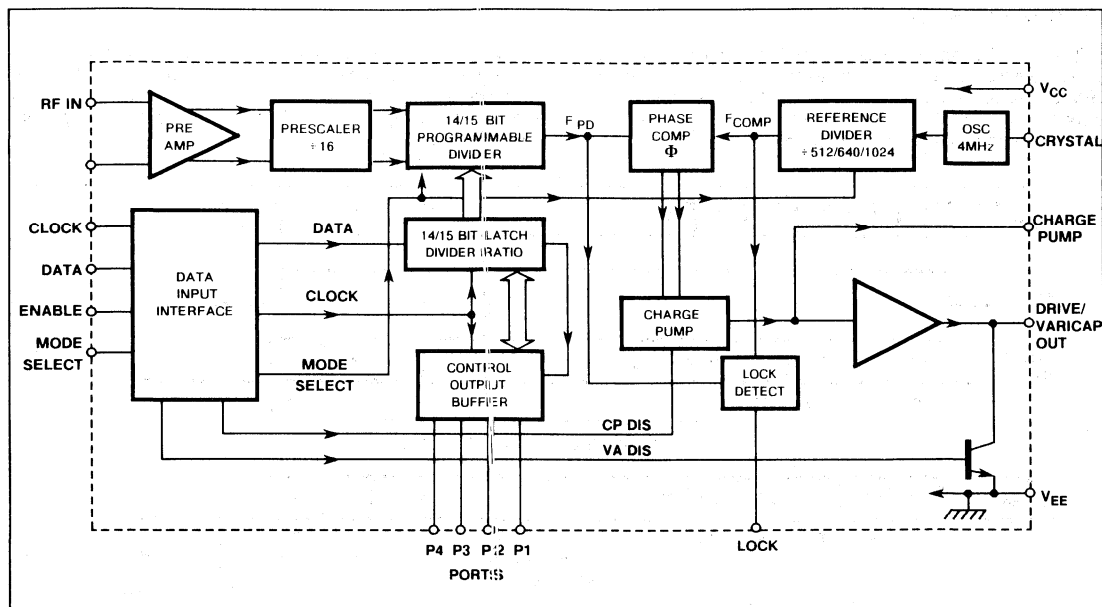 RF IN
PRE
AMP
PRESCALER
÷16
14/15 BIT
PROGRAMMABLE
DIVIDER
F PD
PHASE
COMP
Φ
F COMP
REFERENCE
DIVIDER
÷512/640/1024
OSC
4MHz
VCC
CRYSTAL
CLOCK
DATA
ENABLE
MODE
SELECT
DATA
INPUT
INTERFACE
DATA
CLOCK
MODE
SELECT
14/15 BIT LATCH
DIVIDER RATIO
CONTROL
OUTPUT
BUFFER
CHARGE
PUMP
LOCK
DETECT
CHARGE PUMP
DRIVE/
VARICAP
OUT
CP DIS
VA DIS
VEE
P4 P3 P2 P1
PORTS
LOCK